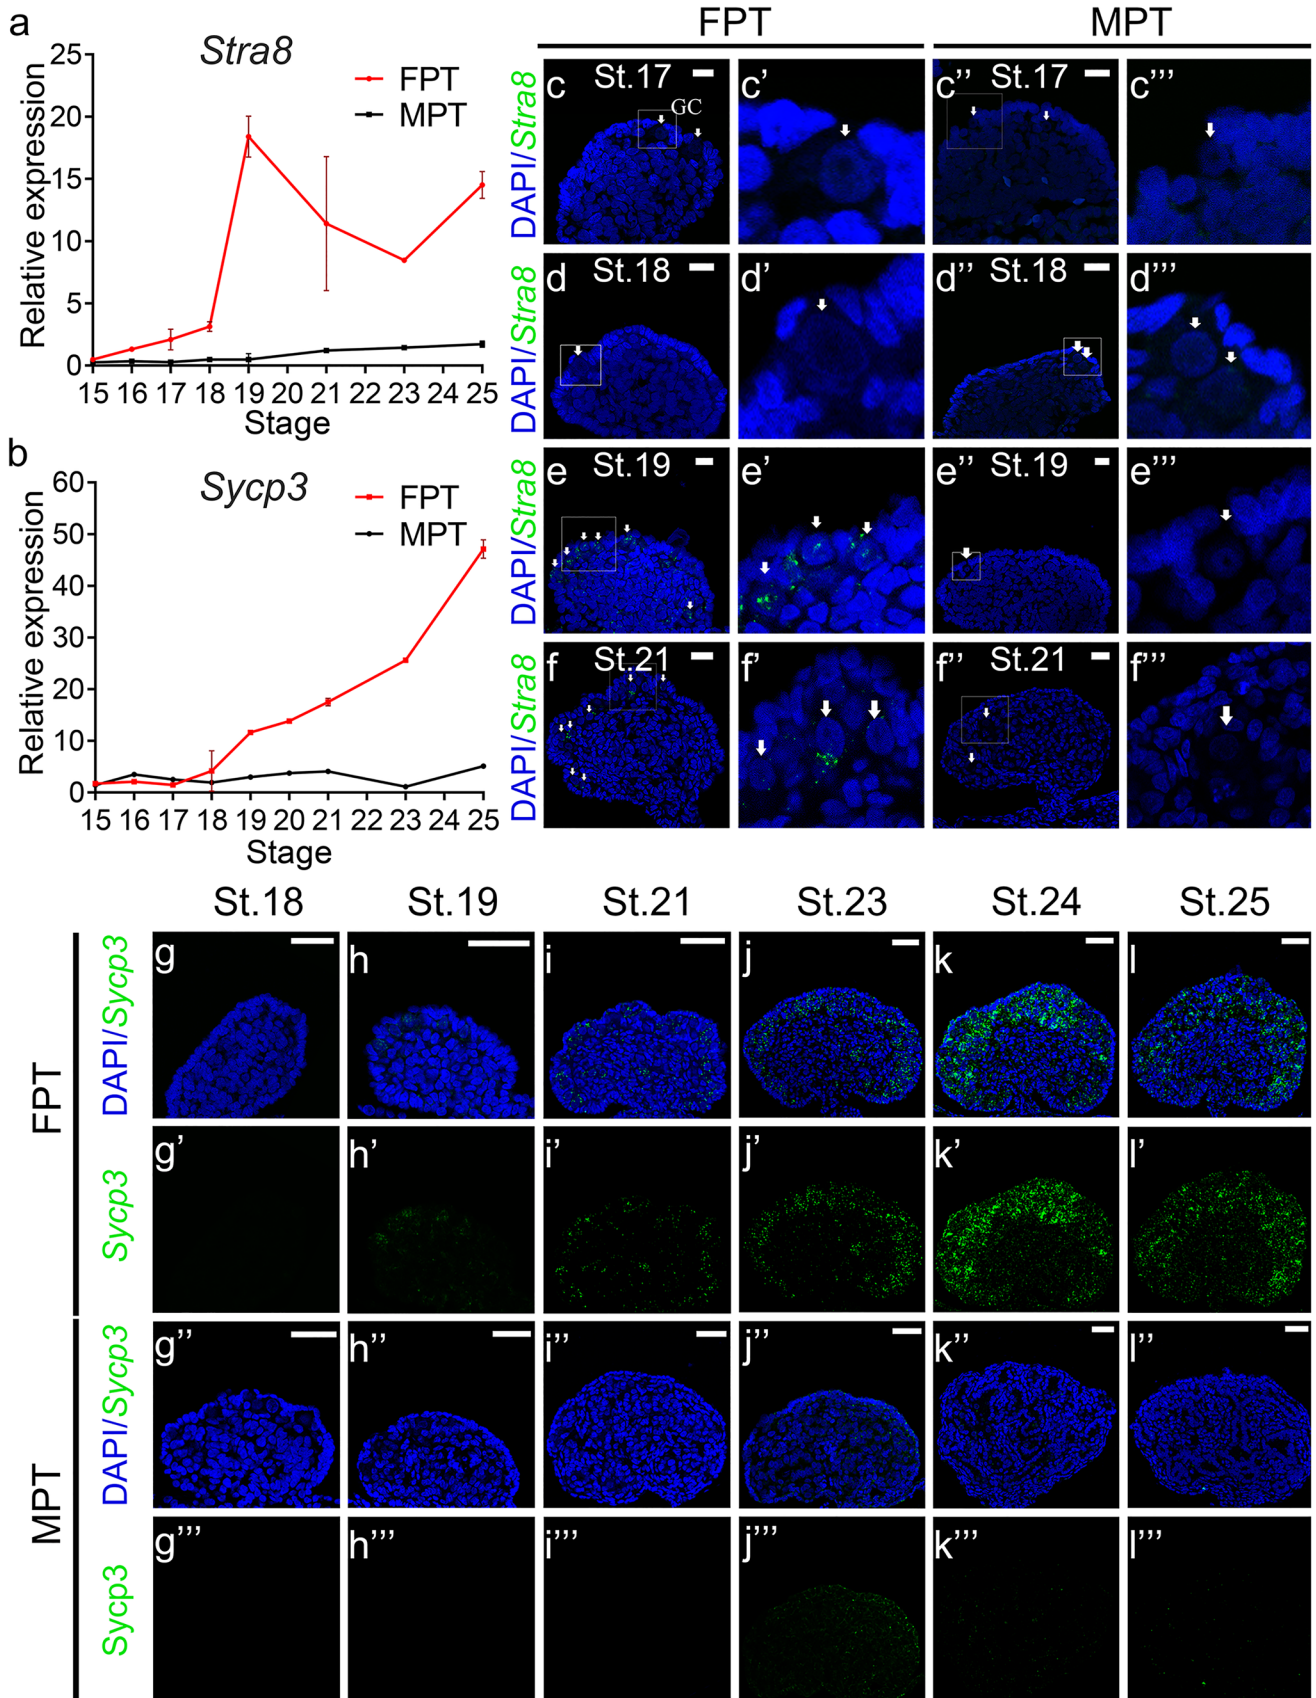 a
Stra8
Relative expression
25
20
15
10
5
0
FPT
MPT
15 16 17 18 19 20 21 22 23 24 25
Stage
b
Sycp3
Relative expression
60
50
40
30
20
10
0
FPT
MPT
15 16 17 18 19 20 21 22 23 24 25
Stage
FPT MPT
DAPI/Stra8
c St.17 GC c’ c’’ St.17 c’’’
DAPI/Stra8
d St.18 d’ d’’ St.18 d’’’
DAPI/Stra8
e St.19 e’ e’’ St.19 e’’’
DAPI/Stra8
f St.21 f’ f’’ St.21 f’’’
St.18 St.19 St.21 St.23 St.24 St.25
FPT
DAPI/Sycp3
g h i j k l
Sycp3
g’ h’ i’ j’ k’ l’
MPT
DAPI/Sycp3
g’’ h’’ i’’ j’’ k’’ l’’
Sycp3
g’’’ h’’’ i’’’ j’’’ k’’’ l’’’